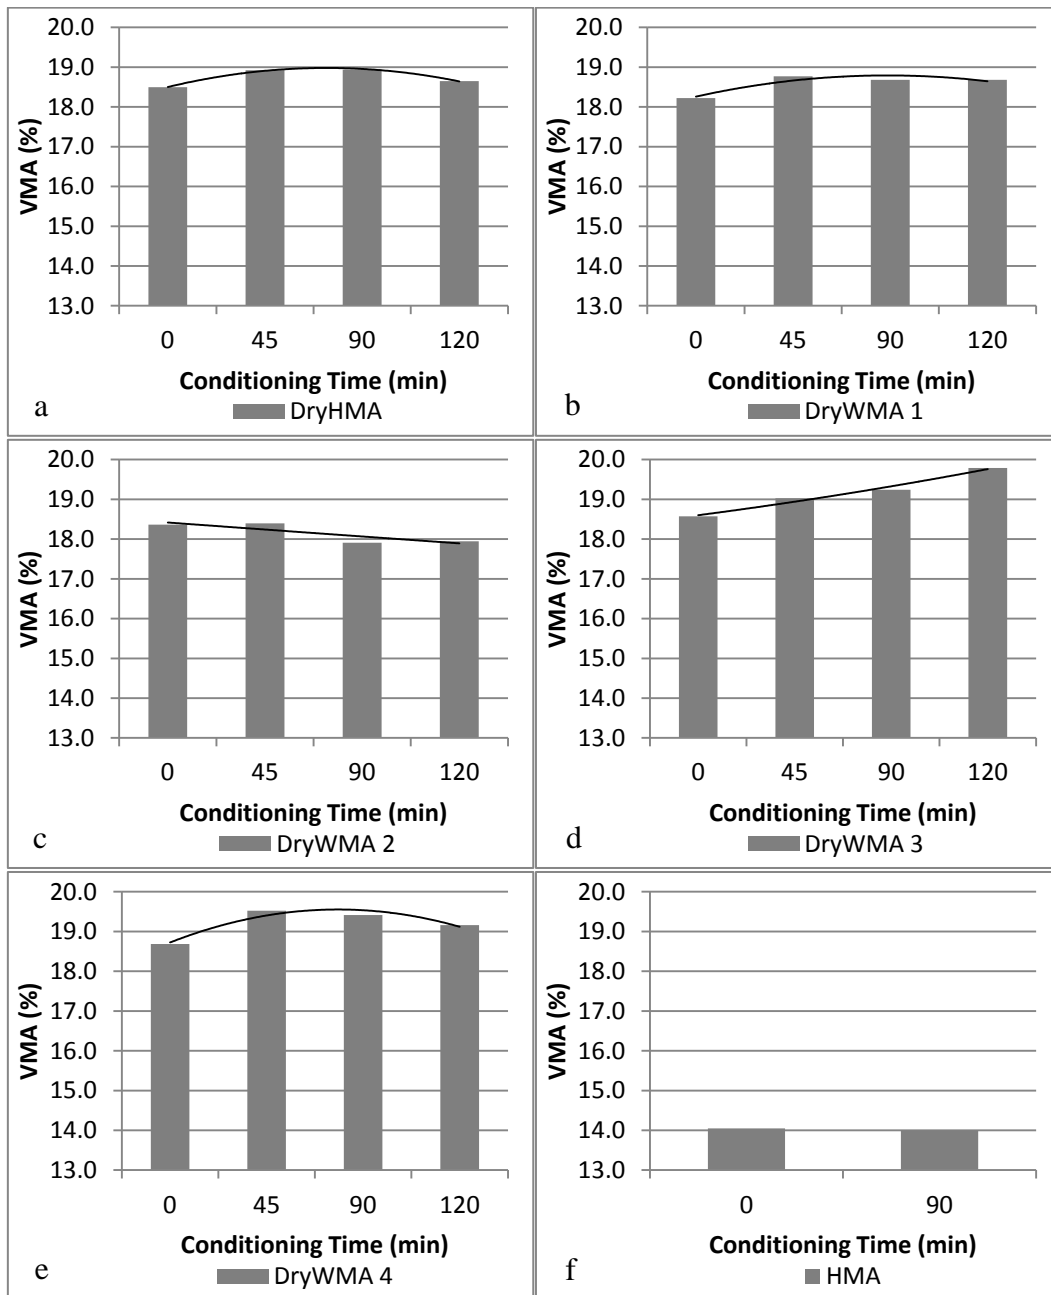 20.0
19.0
18.0
17.0
16.0
15.0
14.0
13.0
VMA (%)
0 45 90 120
Conditioning Time (min)
a DryHMA
20.0
19.0
18.0
17.0
16.0
15.0
14.0
13.0
VMA (%)
0 45 90 120
Conditioning Time (min)
b DryWMA 1
20.0
19.0
18.0
17.0
16.0
15.0
14.0
13.0
VMA (%)
0 45 90 120
Conditioning Time (min)
c DryWMA 2
20.0
19.0
18.0
17.0
16.0
15.0
14.0
13.0
VMA (%)
0 45 90 120
Conditioning Time (min)
d DryWMA 3
20.0
19.0
18.0
17.0
16.0
15.0
14.0
13.0
VMA (%)
0 45 90 120
Conditioning Time (min)
e DryWMA 4
20.0
19.0
18.0
17.0
16.0
15.0
14.0
13.0
VMA (%)
0 90
Conditioning Time (min)
f HMA